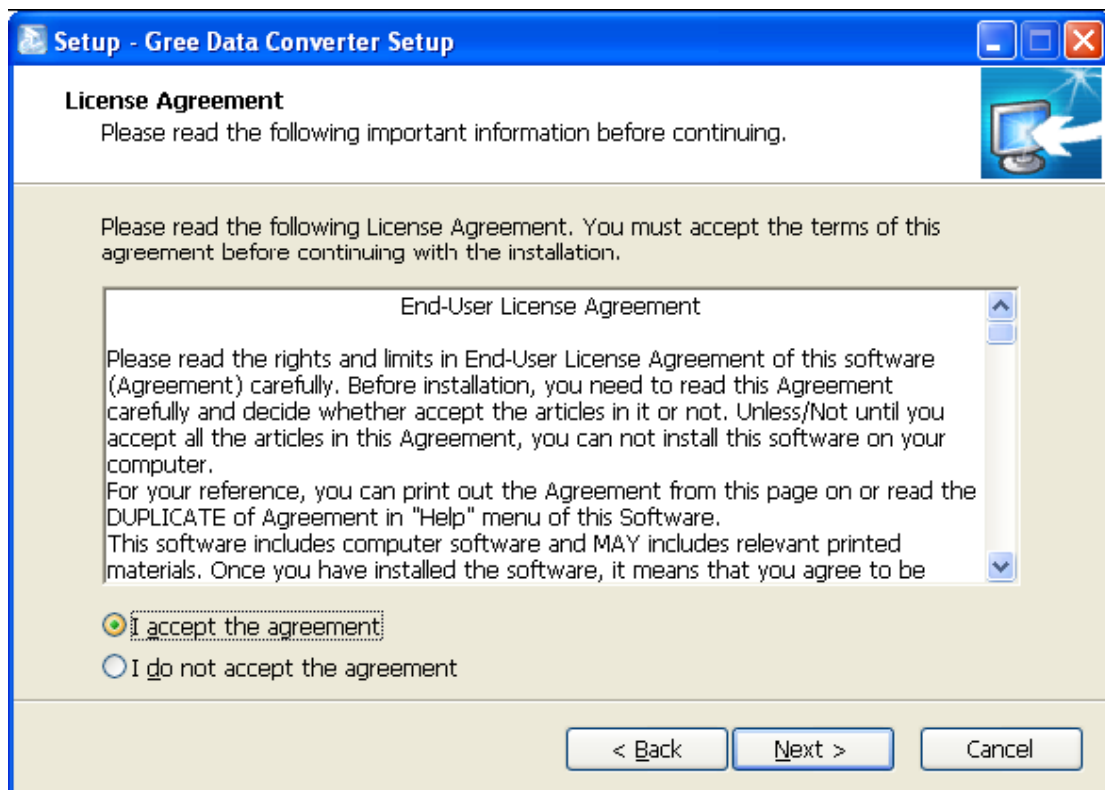 Setup - Gree Data Converter Setup
License Agreement
Please read the following important information before continuing.
Please read the following License Agreement. You must accept the terms of this
agreement before continuing with the installation.
End-User License Agreement
Please read the rights and limits in End-User License Agreement of this software
(Agreement) carefully. Before installation, you need to read this Agreement
carefully and decide whether accept the articles in it or not. Unless/Not until you
accept all the articles in this Agreement, you can not install this software on your
computer.
For your reference, you can print out the Agreement from this page on or read the
DUPLICATE of Agreement in "Help" menu of this Software.
This software includes computer software and MAY includes relevant printed
materials. Once you have installed the software, it means that you agree to be
I accept the agreement
I do not accept the agreement
< Back Next > Cancel